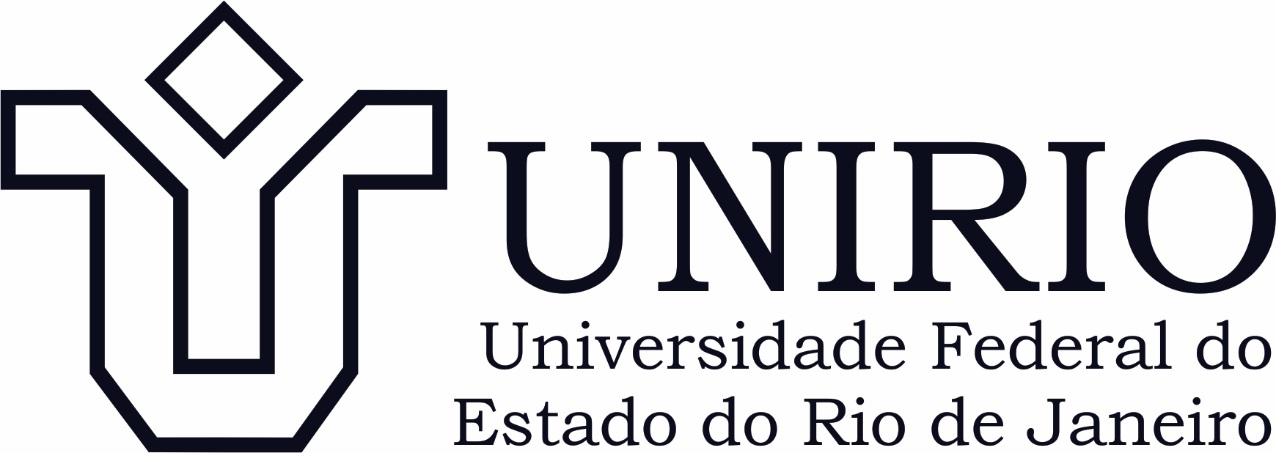 UNIRIO
Universidade Federal do
Estado do Rio de Janeiro